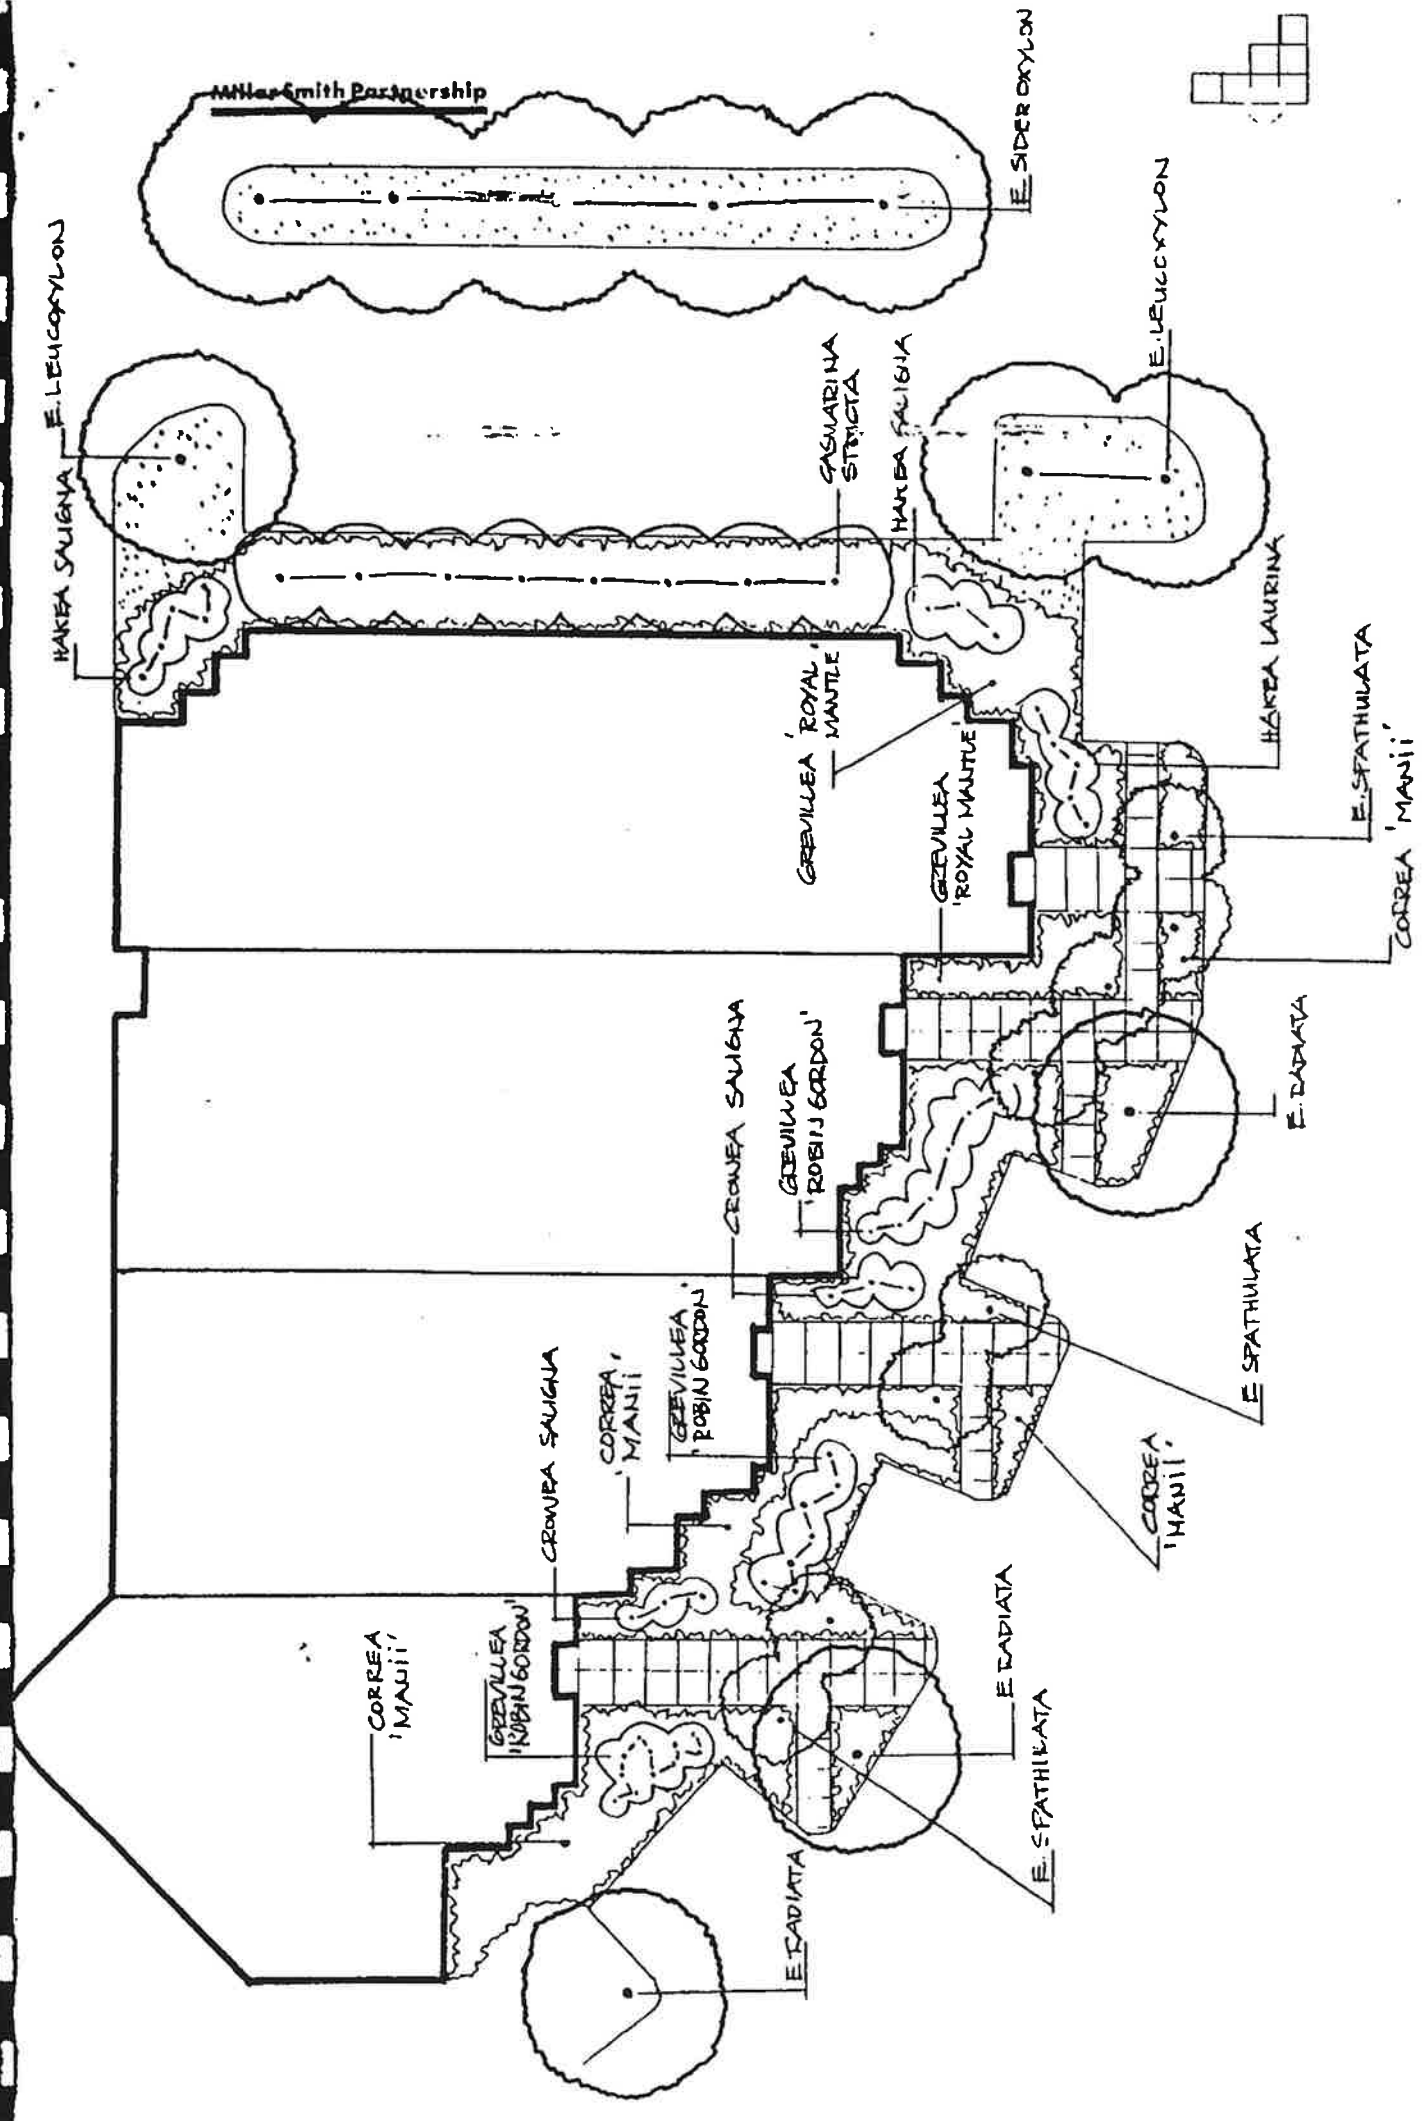 Millar Smith Partnership
E. SIDEROXYLON
E. LEUCOXYLON
HAKEA SALIGNA
CASUARINA
STRICTA
HAKEA SALIGNA
E. LEUCOXYLON
HAKEA LAURINA
GREVILLEA 'ROYAL
MANTLE'
GREVILLEA
'ROYAL MANTLE'
E. SPATHULATA
CORREA 'MANII'
CROWEA SALIGNA
GREVILLEA
'ROBIN GORDON'
E. RADIATA
CROWEA SALIGNA
CORREA
'MANII'
GREVILLEA
'ROBIN GORDON'
E SPATHULATA
CORREA
'MANII'
CORREA
'MANII'
GREVILLEA
'ROBIN GORDON'
E RADIATA
E. SPATHULATA
E RADIATA